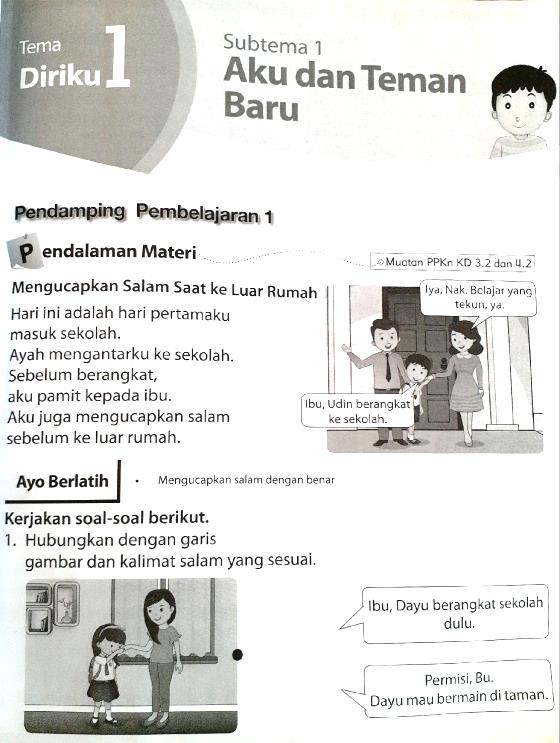 Tema
Diriku 1
Subtema 1
Aku dan Teman
Baru
Pendamping Pembelajaran 1
Pendalaman Materi
Muatan PPKn KD 3.2 dan 4.2
Mengucapkan Salam Saat ke Luar Rumah
Hari ini adalah hari pertamaku
masuk sekolah.
Ayah mengantarku ke sekolah.
Sebelum berangkat,
aku pamit kepada ibu.
Aku juga mengucapkan salam
sebelum ke luar rumah.
Iya, Nak. Belajar yang
tekun, ya.
Ibu, Udin berangkat
ke sekolah.
Ayo Berlatih
• Mengucapkan salam dengan benar
Kerjakan soal-soal berikut.
1. Hubungkan dengan garis
gambar dan kalimat salam yang sesuai.
Ibu, Dayu berangkat sekolah
dulu.
Permisi, Bu.
Dayu mau bermain di taman.